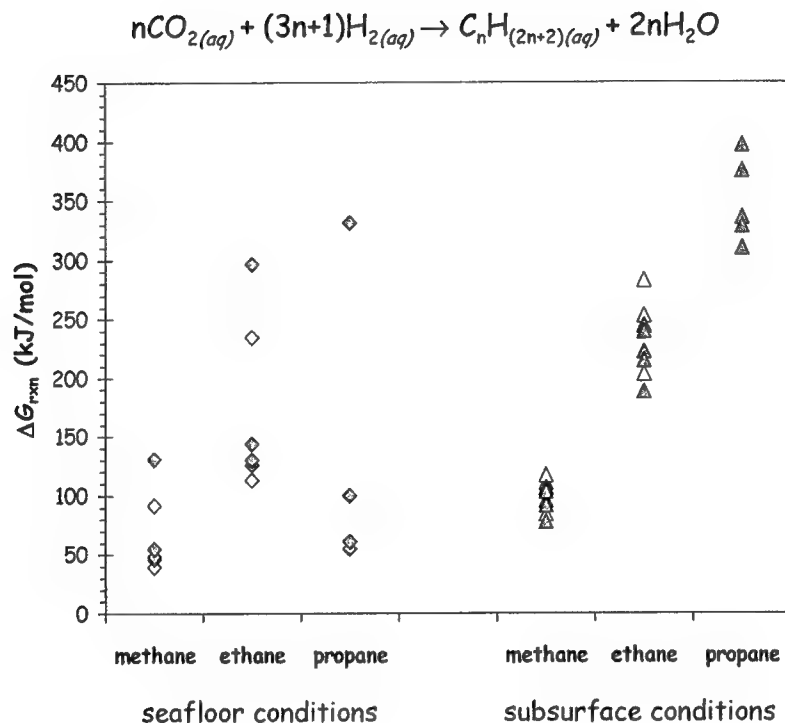 nCO₂(aq) + (3n+1)H₂(aq) → CₙH(2n+2)(aq) + 2nH₂O
450
400
350
300
250
200
150
100
50
0
ΔGrxn (kJ/mol)
methane ethane propane methane ethane propane
seafloor conditions subsurface conditions